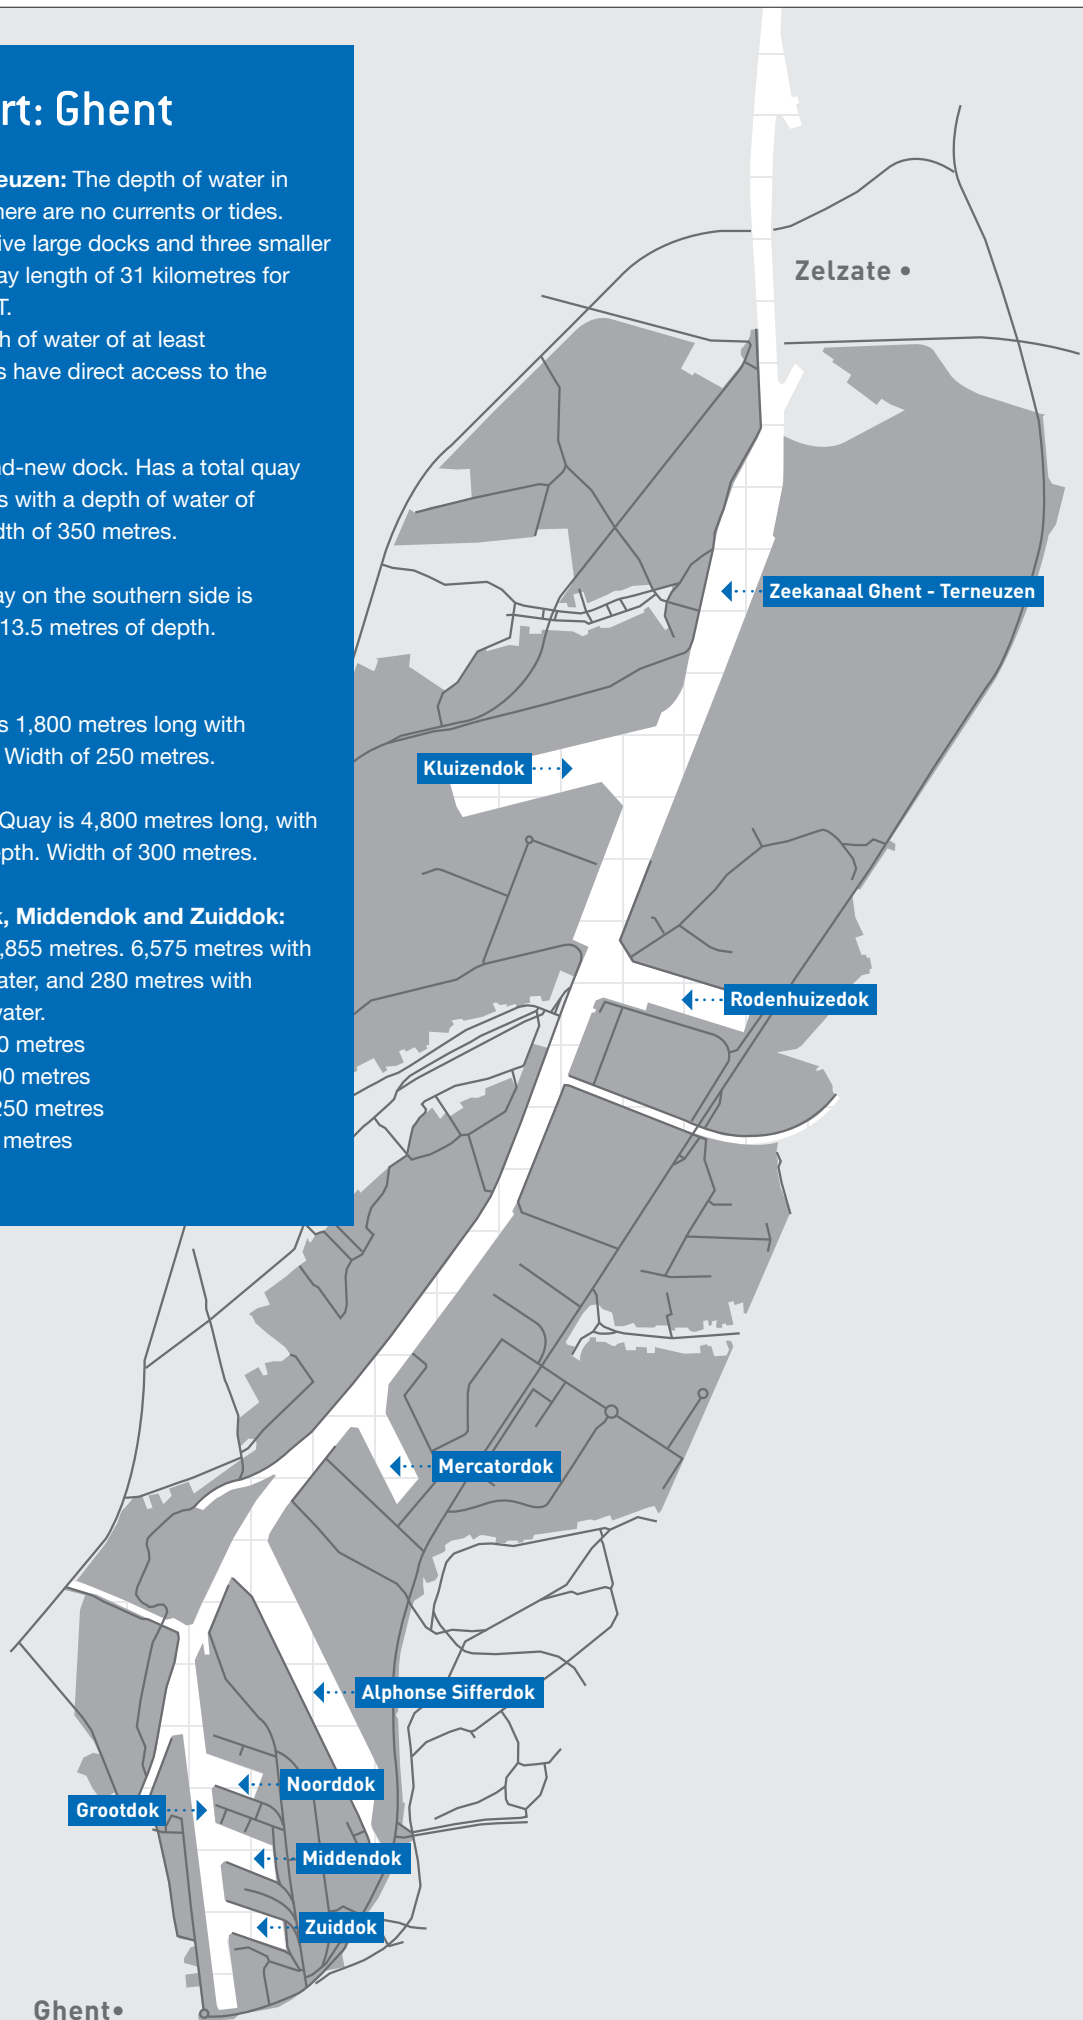 rt: Ghent
euzen: The depth of water in
here are no currents or tides.
ive large docks and three smaller
ay length of 31 kilometres for
T.
h of water of at least
s have direct access to the
nd-new dock. Has a total quay
s with a depth of water of
dth of 350 metres.
ay on the southern side is
13.5 metres of depth.
s 1,800 metres long with
Width of 250 metres.
Quay is 4,800 metres long, with
epth. Width of 300 metres.
k, Middendok and Zuiddok:
,855 metres. 6,575 metres with
ater, and 280 metres with
water.
0 metres
00 metres
250 metres
metres
Zelzate
Zeekanaal Ghent - Terneuzen
Kluizendok
Rodenhuizedok
Mercatordok
Alphonse Sifferdok
Noorddok
Grootdok
Middendok
Zuiddok
Ghent